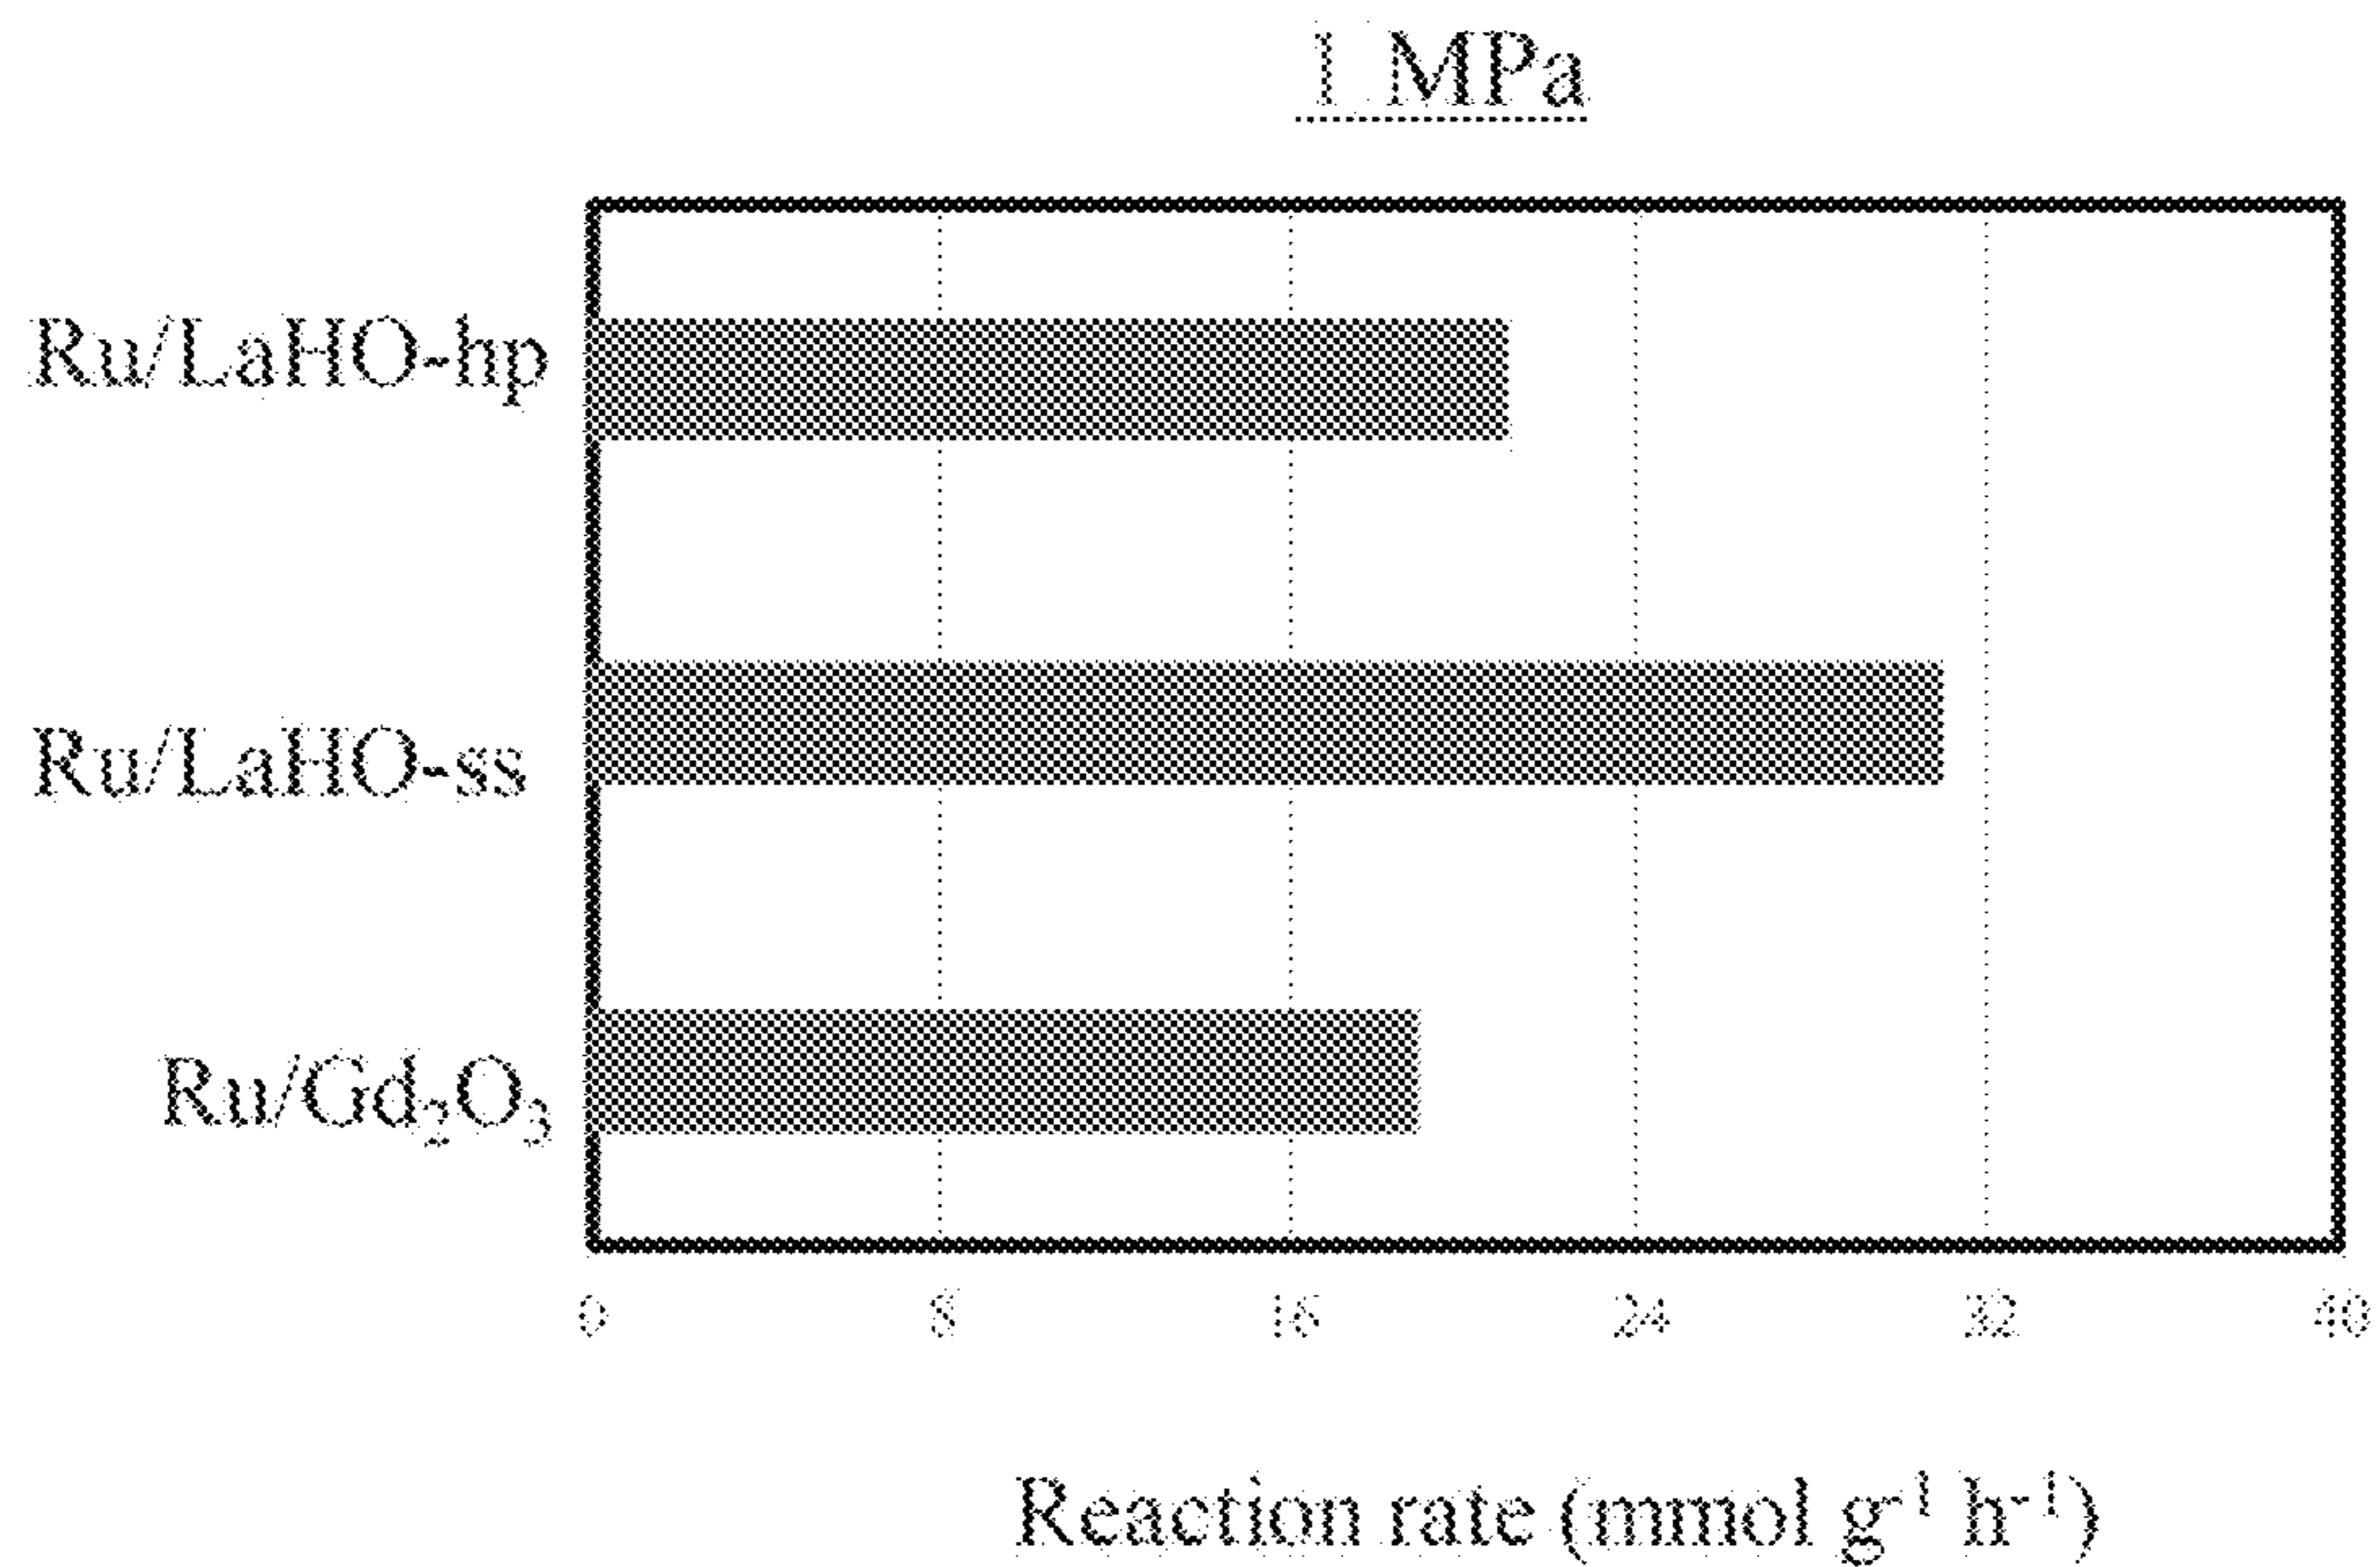 1 MPa
Ru/LaHO-hp
Ru/LaHO-ss
Ru/Gd₂O₃
0 8 16 24 32 40
Reaction rate (mmol g⁻¹ h⁻¹)